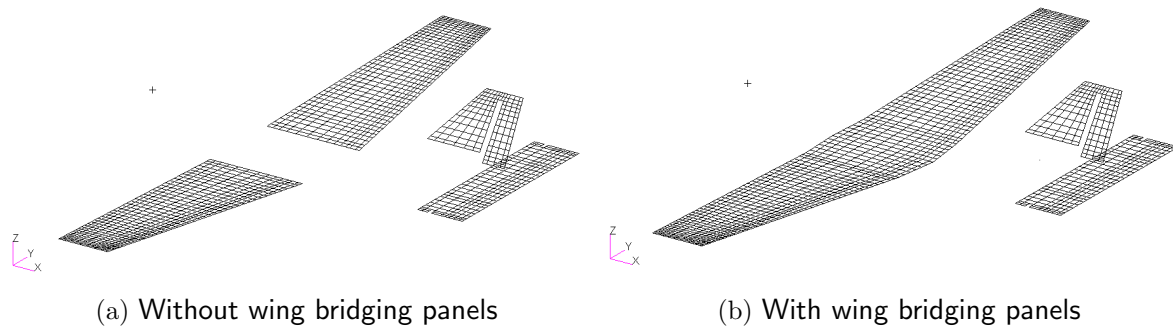 Z
Y
X
Z
Y
X
(a) Without wing bridging panels
(b) With wing bridging panels